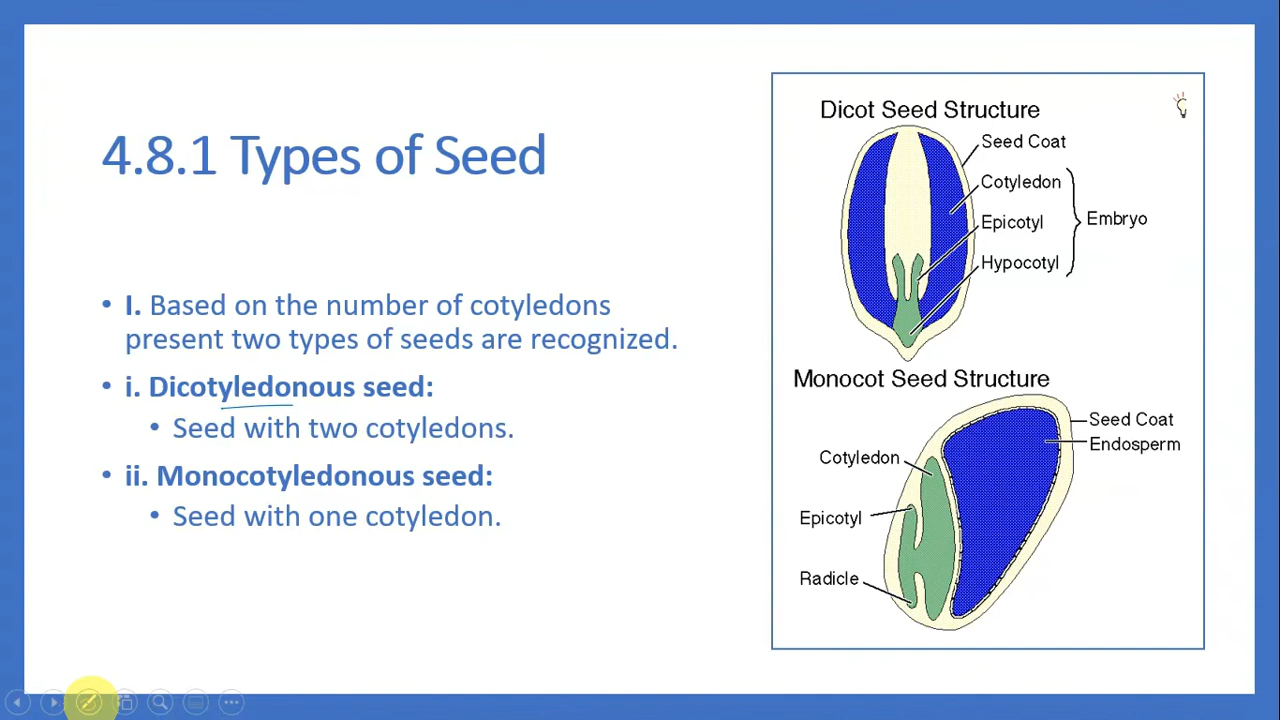 4.8.1 Types of Seed
• I. Based on the number of cotyledons
present two types of seeds are recognized.
• i. Dicotyledonous seed:
• Seed with two cotyledons.
• ii. Monocotyledonous seed:
• Seed with one cotyledon.
Dicot Seed Structure
Seed Coat
Cotyledon
Epicotyl
Hypocotyl
Embryo
Monocot Seed Structure
Seed Coat
Endosperm
Cotyledon
Epicotyl
Radicle